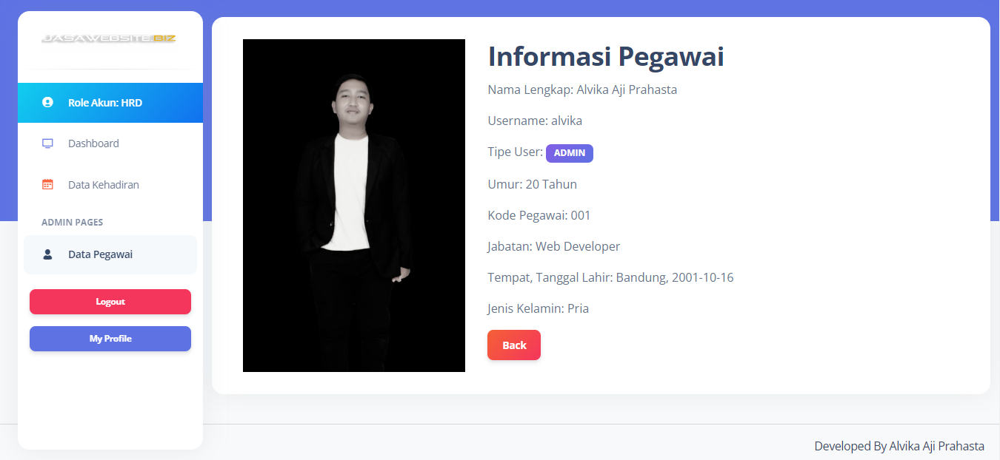 JASAWEBSITE.BIZ
Role Akun: HRD
Dashboard
Data Kehadiran
ADMIN PAGES
Data Pegawai
Logout
My Profile
Informasi Pegawai
Nama Lengkap: Alvika Aji Prahasta
Username: alvika
Tipe User: ADMIN
Umur: 20 Tahun
Kode Pegawai: 001
Jabatan: Web Developer
Tempat, Tanggal Lahir: Bandung, 2001-10-16
Jenis Kelamin: Pria
Back
Developed By Alvika Aji Prahasta